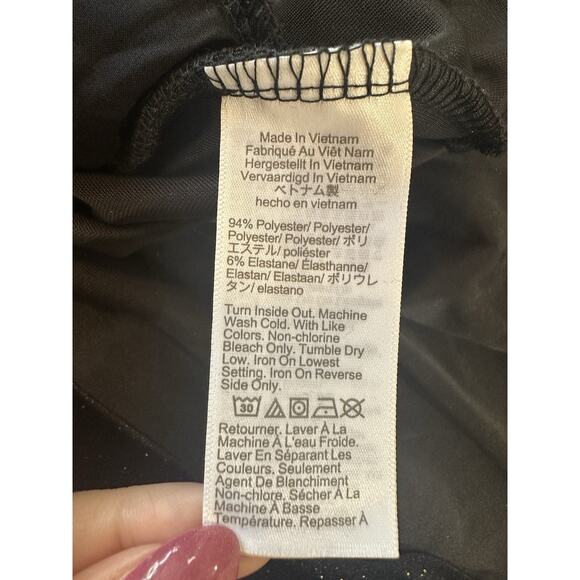 Made In Vietnam
Fabriqué Au Viêt Nam
Hergestellt In Vietnam
Vervaardigd In Vietnam
ベトナム製
hecho en vietnam
94% Polyester/ Polyester/
Polyester/ Polyester/ ポリ
エステル/ poliéster
6% Elastane/ Élasthanne/
Elastan/ Elastaan/ ポリウレ
タン/ elastano
Turn Inside Out. Machine
Wash Cold. With Like
Colors. Non-chlorine
Bleach Only. Tumble Dry
Low. Iron On Lowest
Setting. Iron On Reverse
Side Only.
30
Retourner. Laver À La
Machine À L'eau Froide.
Laver En Séparant Les
Couleurs. Seulement
Agent De Blanchiment
Non-chlore. Sécher À La
Machine À Basse
Température. Repasser À